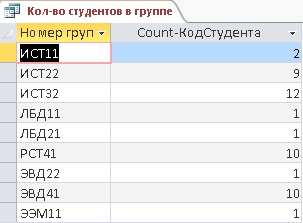 Кол-во студентов в группе
Номер груп Count-КодСтудента
ИСТ11 2
ИСТ22 9
ИСТ32 12
ЛБД11 1
ЛБД21 1
РСТ41 10
ЭВД22 1
ЭВД41 10
ЭЭМ11 1